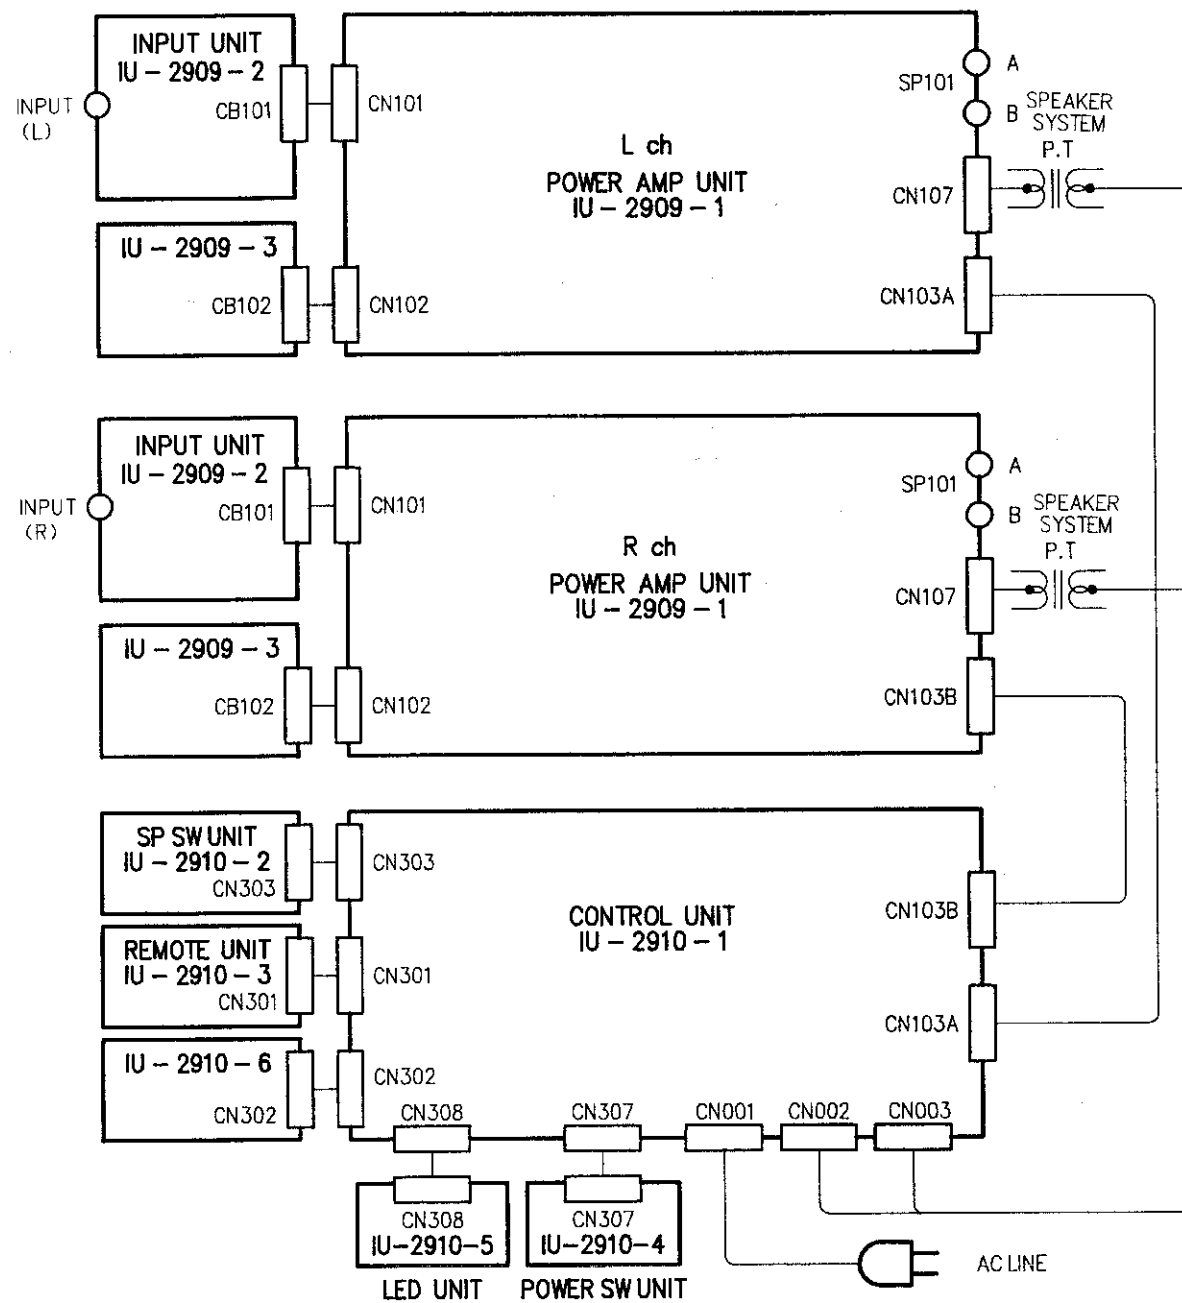 INPUT UNIT
IU-2909-2
INPUT
(L)
CB101
CN101
SP101
A
B
SPEAKER
SYSTEM
P.T
L ch
POWER AMP UNIT
IU-2909-1
CN107
IU-2909-3
CB102
CN102
CN103A
INPUT UNIT
IU-2909-2
INPUT
(R)
CB101
CN101
SP101
A
B
SPEAKER
SYSTEM
P.T
R ch
POWER AMP UNIT
IU-2909-1
CN107
IU-2909-3
CB102
CN102
CN103B
SP SW UNIT
IU-2910-2
CN303
CN303
CONTROL UNIT
IU-2910-1
CN103B
REMOTE UNIT
IU-2910-3
CN301
CN301
CN103A
IU-2910-6
CN302
CN302
CN308
CN307
CN001
CN002
CN003
CN308
IU-2910-5
LED UNIT
CN307
IU-2910-4
POWER SW UNIT
AC LINE